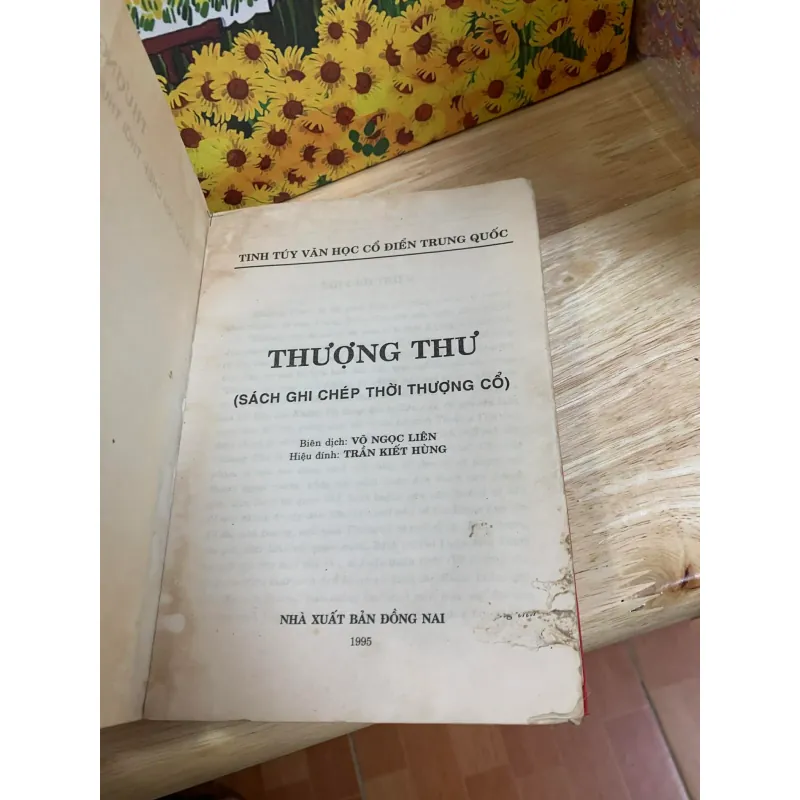 TINH TÚY VĂN HỌC CỔ ĐIỂN TRUNG QUỐC
THƯỢNG THƯ
(SÁCH GHI CHÉP THỜI THƯỢNG CỔ)
Biên dịch: VÕ NGỌC LIÊN
Hiệu đính: TRẦN KIẾT HÙNG
NHÀ XUẤT BẢN ĐỒNG NAI
1995